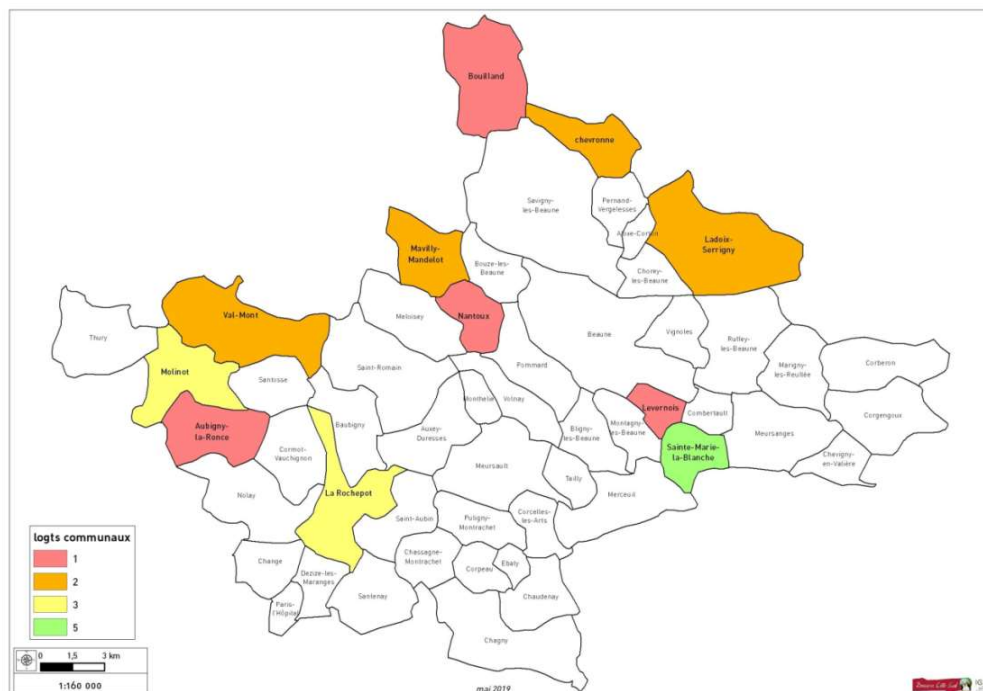 Bouilland
chevronne
Savigny-
les-Beaune
Pernand-
Vergelesses
Ladoix-
Serrigny
Mavilly-
Mandelot
Bouze-les-
Beaune
Chorey-
les-Beaune
Val-Mont
Meloisey
Nantoux
Beaune
Vignoles
Ruffey-
les-Beaune
Thury
Molinot
Santosse
Saint-Romain
Pommard
Marigny-
les-Reullée
Corberon
Monthelie
Volnay
Levernois
Combertault
Corgengoux
Aubigny-
la-Ronce
Baubigny
Auxey-
Duresses
Bligny-
les-Beaune
Montagny-
les-Beaune
Meursanges
Cormot-
Vauchignon
Sainte-Marie-
la-Blanche
Chevigny-
en-Valière
Meursault
Tailly
Merceuil
Nolay
La Rochepot
Saint-Aubin
Puligny-
Montrachet
Corcelles-
les-Arts
Change
Dezize-les-
Maranges
Chassagne-
Montrachet
Corpeau
Ebaty
Paris-
l'Hôpital
Santenay
Chaudenay
Chagny
logts communaux
1
2
3
5
0 1,5 3 km
1:160 000
mai 2019